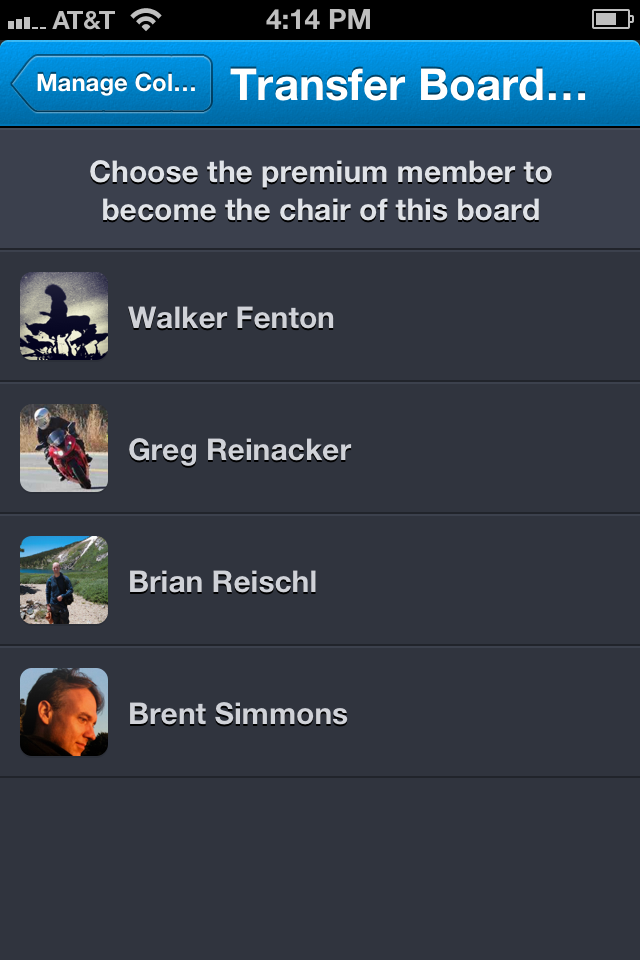 AT&T 4:14 PM
Manage Col... Transfer Board...
Choose the premium member to
become the chair of this board
Walker Fenton
Greg Reinacker
Brian Reischl
Brent Simmons